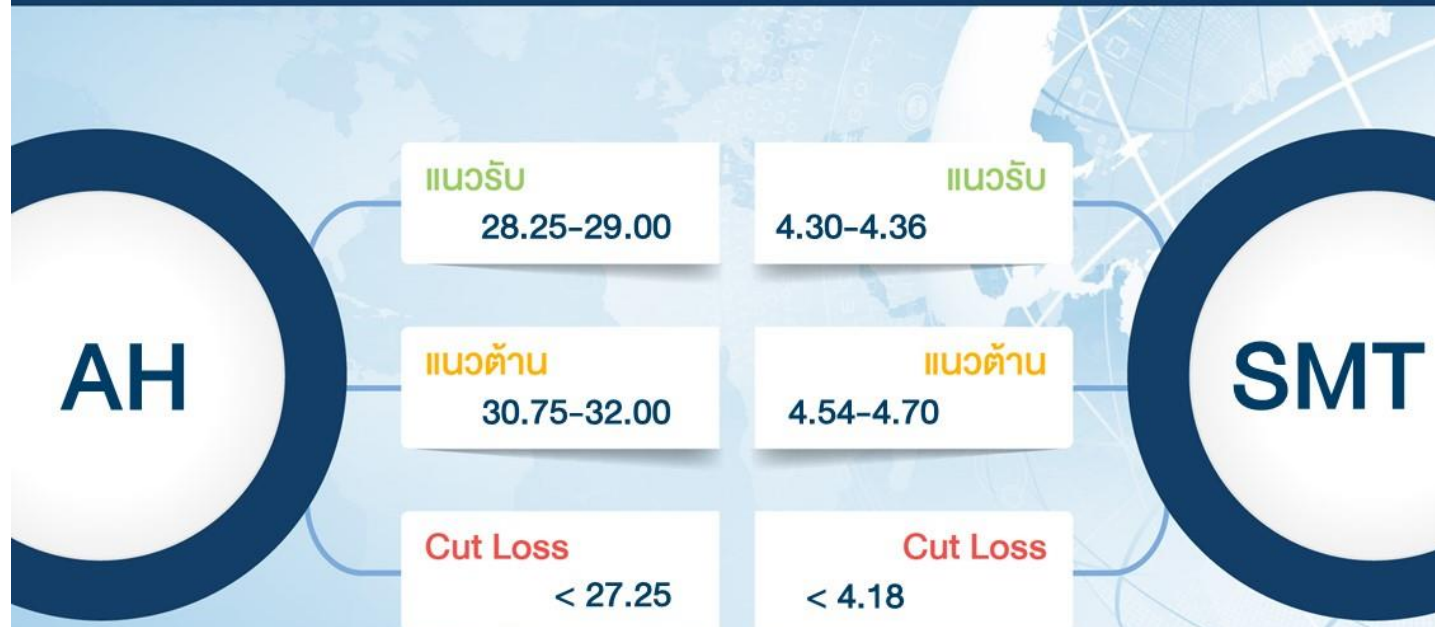 AH
แนวรับ
28.25-29.00
แนวต้าน
30.75-32.00
Cut Loss
< 27.25
แนวรับ
4.30-4.36
แนวต้าน
4.54-4.70
Cut Loss
< 4.18
SMT